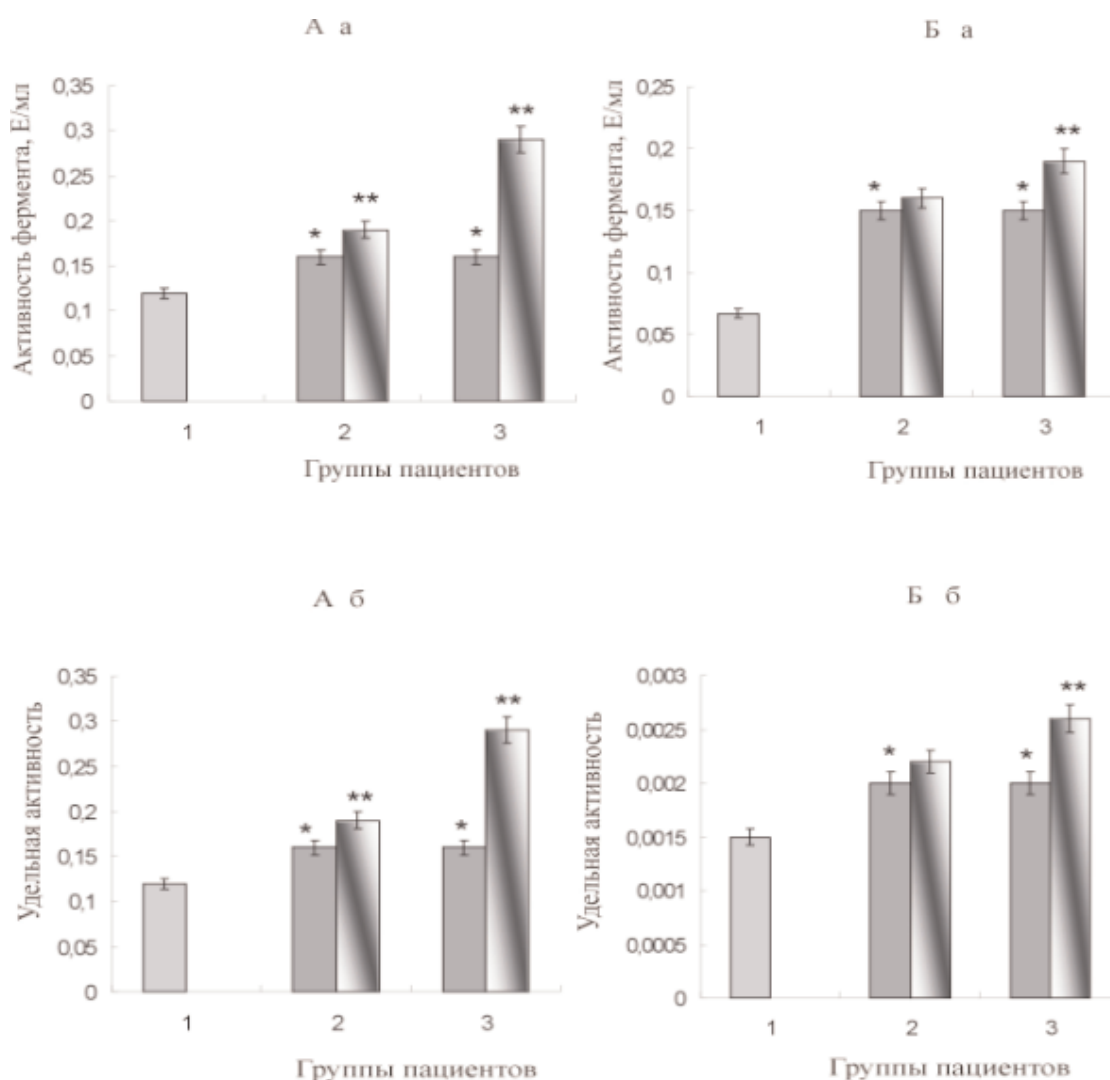 А а
Активность фермента, Е/мл
0,35
0,3
0,25
0,2
0,15
0,1
0,05
0
*
**
*
**
1 2 3
Группы пациентов
Б а
Активность фермента, Е/мл
0,25
0,2
0,15
0,1
0,05
0
*
*
**
1 2 3
Группы пациентов
А б
Удельная активность
0,35
0,3
0,25
0,2
0,15
0,1
0,05
0
*
**
*
**
1 2 3
Группы пациентов
Б б
Удельная активность
0,003
0,0025
0,002
0,0015
0,001
0,0005
0
*
*
**
1 2 3
Группы пациентов